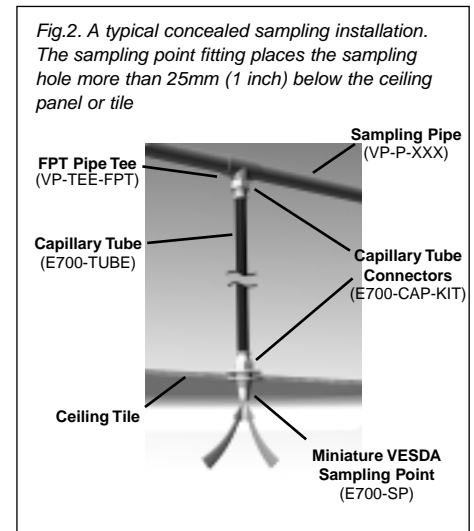 Fig.2. A typical concealed sampling installation.
The sampling point fitting places the sampling
hole more than 25mm (1 inch) below the ceiling
panel or tile
Sampling Pipe
(VP-P-XXX)
FPT Pipe Tee
(VP-TEE-FPT)
Capillary Tube
(E700-TUBE)
Capillary Tube
Connectors
(E700-CAP-KIT)
Ceiling Tile
Miniature VESDA
Sampling Point
(E700-SP)